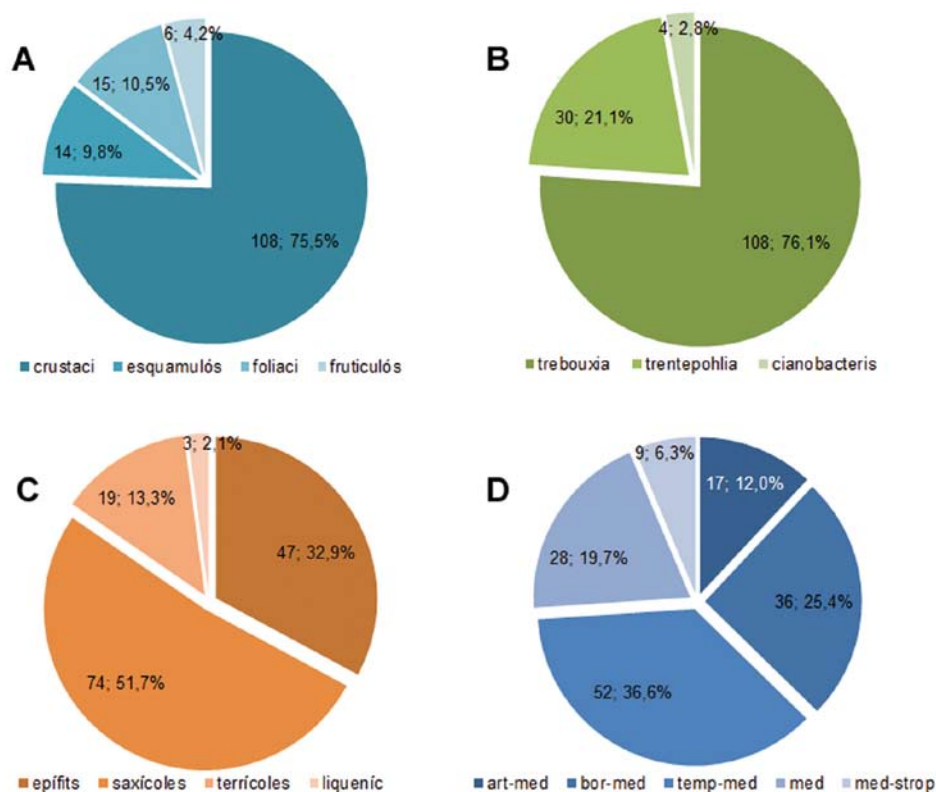 A
6; 4,2%
15; 10,5%
14; 9,8%
108; 75,5%
crustaci esquamulós foliaci fruticulós
B
4; 2,8%
30; 21,1%
108; 76,1%
trebouxia trentepohlia cianobacteris
C
3; 2,1%
19; 13,3%
47; 32,9%
74; 51,7%
epífits saxícoles terrícoles liqueníc
D
9; 6,3%
17; 12,0%
28; 19,7%
36; 25,4%
52; 36,6%
art-med bor-med temp-med med med-strop